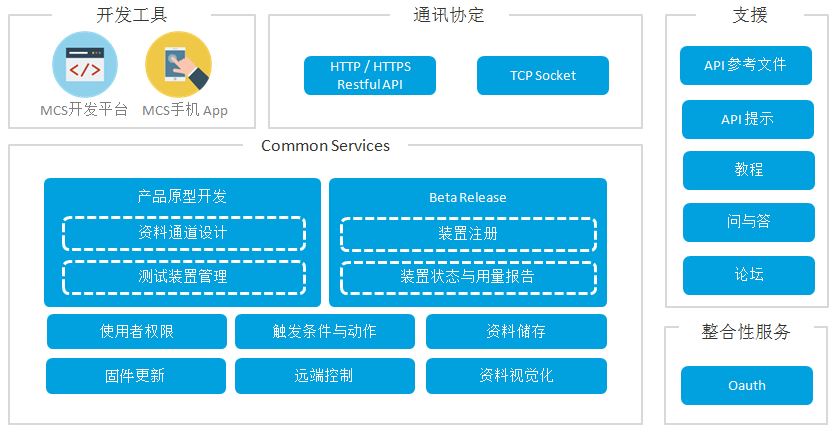 开发工具
MCS开发平台
MCS手机 App
通讯协定
HTTP / HTTPS
Restful API
TCP Socket
支援
API 参考文件
API 提示
教程
问与答
论坛
Common Services
产品原型开发
资料通道设计
测试装置管理
Beta Release
装置注册
装置状态与用量报告
使用者权限
触发条件与动作
资料储存
固件更新
远端控制
资料视觉化
整合性服务
Oauth